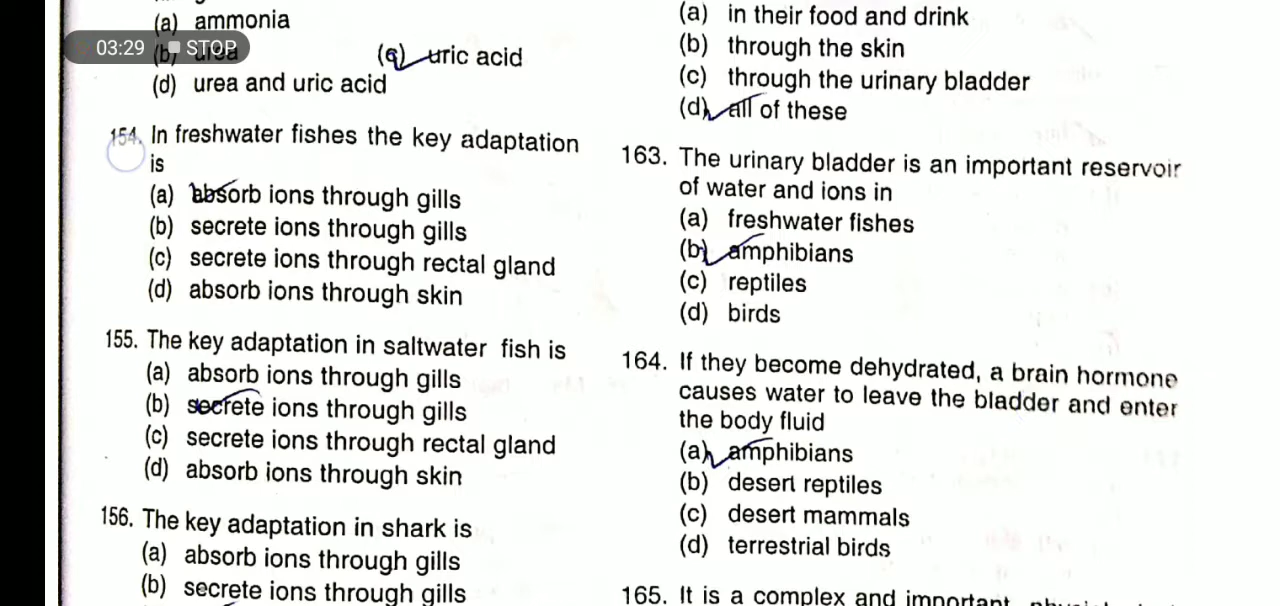 (a) ammonia
03:29 STOP
(b) urea
(c) uric acid
(d) urea and uric acid
154. In freshwater fishes the key adaptation
is
(a) absorb ions through gills
(b) secrete ions through gills
(c) secrete ions through rectal gland
(d) absorb ions through skin
155. The key adaptation in saltwater fish is
(a) absorb ions through gills
(b) secrete ions through gills
(c) secrete ions through rectal gland
(d) absorb ions through skin
156. The key adaptation in shark is
(a) absorb ions through gills
(b) secrete ions through gills
(a) in their food and drink
(b) through the skin
(c) through the urinary bladder
(d) all of these
163. The urinary bladder is an important reservoir
of water and ions in
(a) freshwater fishes
(b) amphibians
(c) reptiles
(d) birds
164. If they become dehydrated, a brain hormone
causes water to leave the bladder and enter
the body fluid
(a) amphibians
(b) desert reptiles
(c) desert mammals
(d) terrestrial birds
165. It is a complex and important